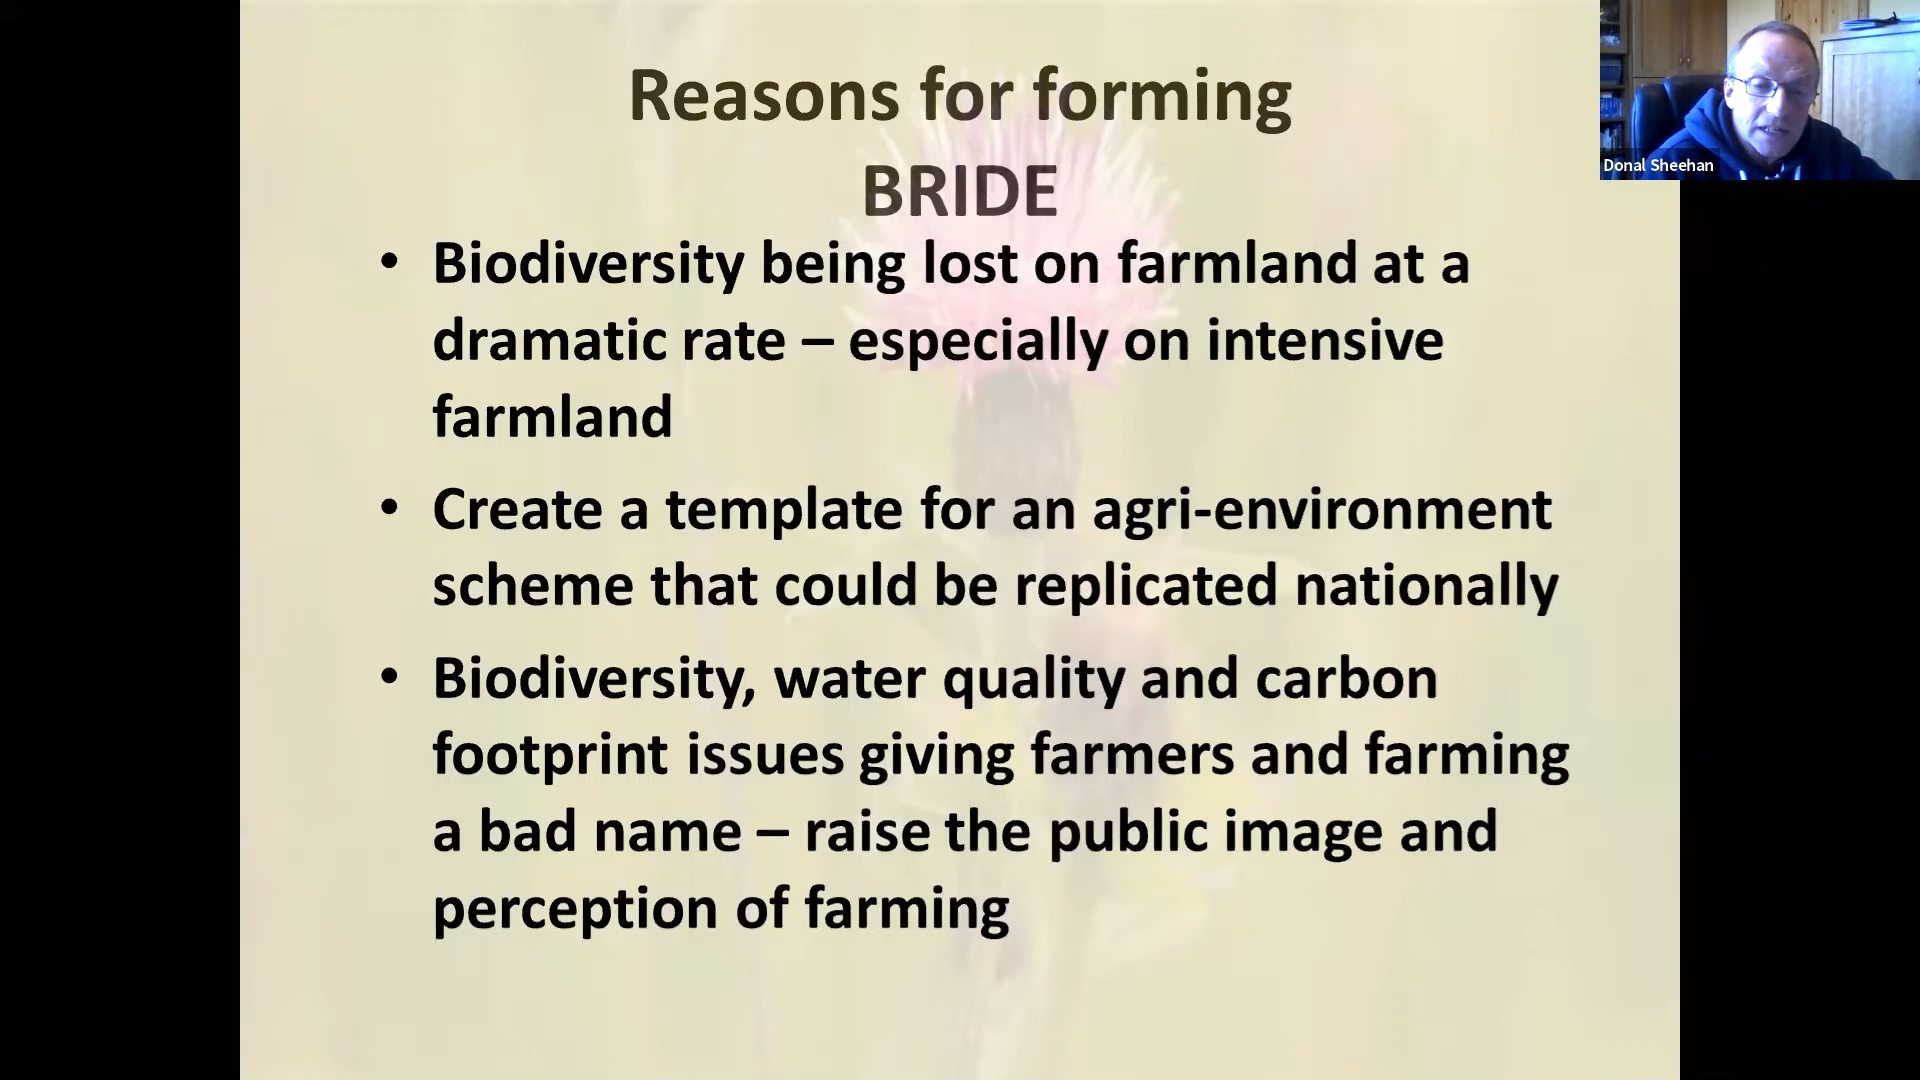 Reasons for forming
BRIDE
• Biodiversity being lost on farmland at a
dramatic rate – especially on intensive
farmland
• Create a template for an agri-environment
scheme that could be replicated nationally
• Biodiversity, water quality and carbon
footprint issues giving farmers and farming
a bad name – raise the public image and
perception of farming
Donal Sheehan